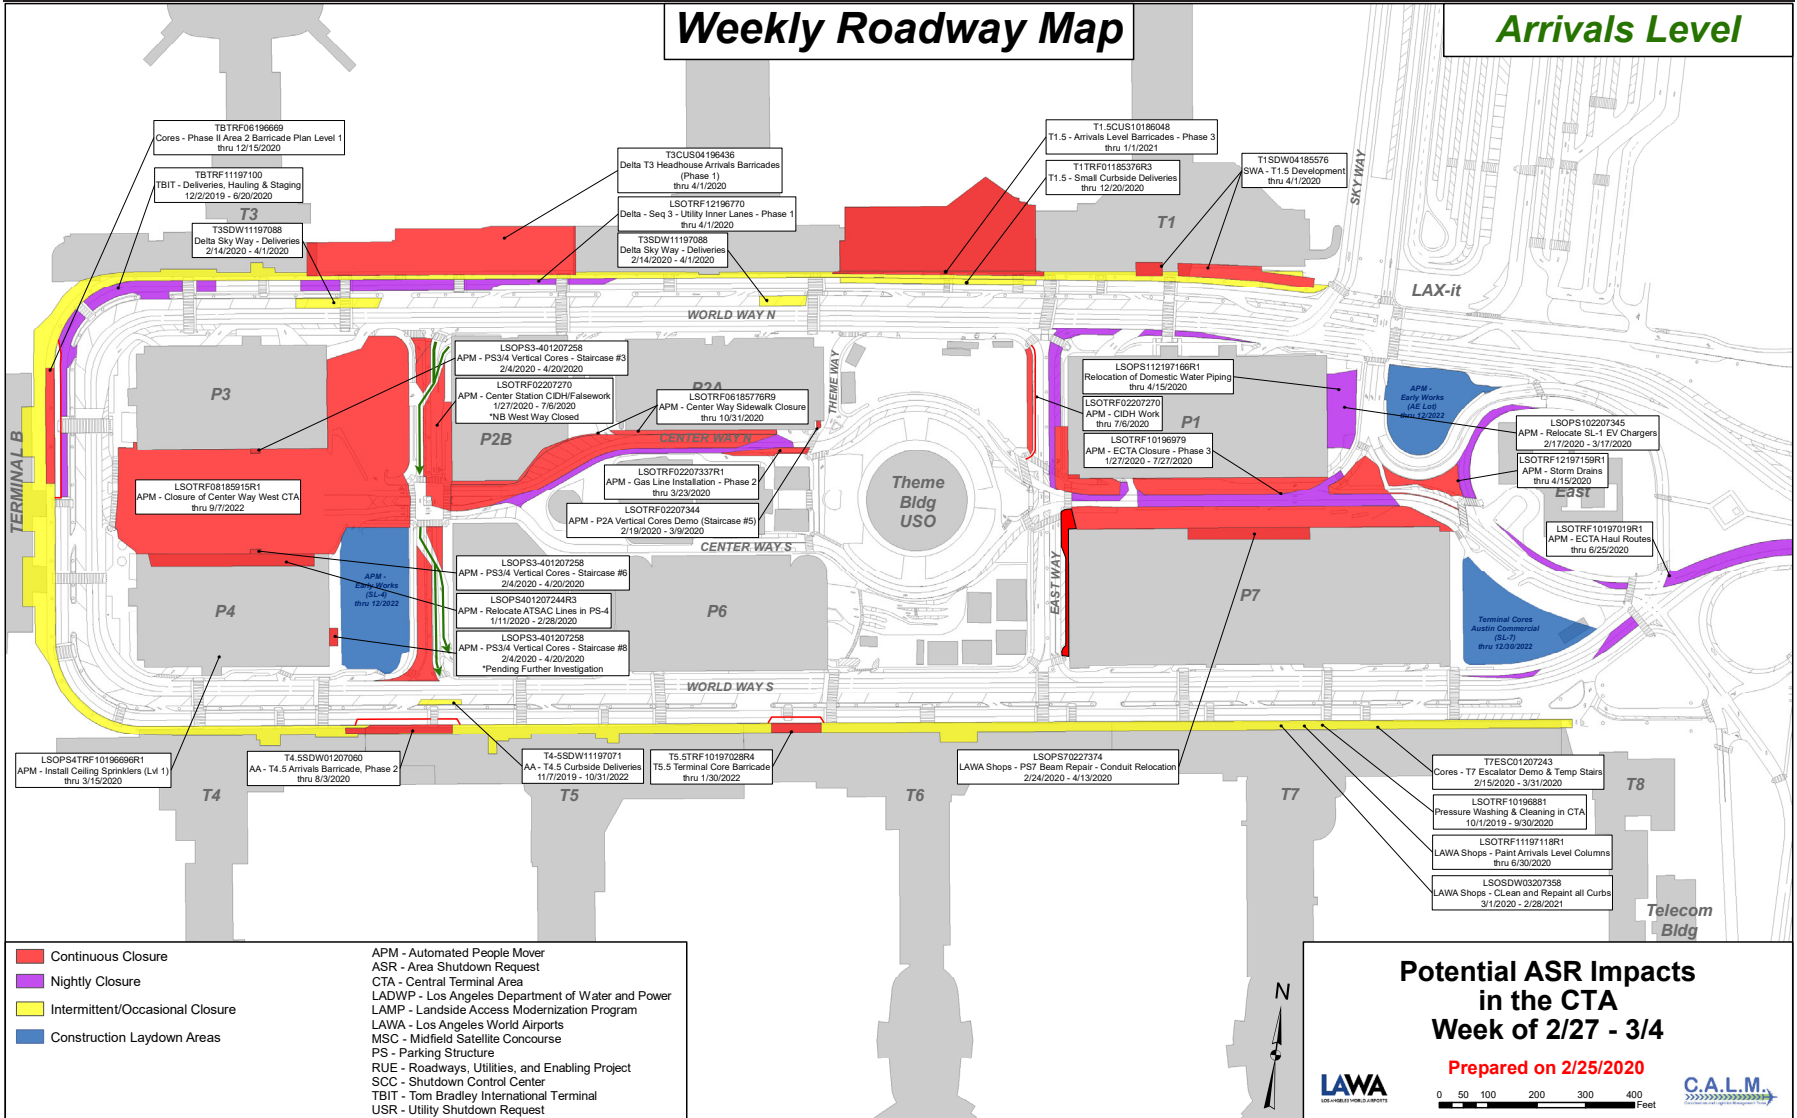 Weekly Roadway Map
Arrivals Level
TBTRF06196669
Cores - Phase II Area 2 Barricade Plan Level 1
thru 12/15/2020
TBTRF11197100
TBIT - Deliveries, Hauling & Staging
12/2/2019 - 6/20/2020
T3
T3SDW11197088
Delta Sky Way - Deliveries
2/14/2020 - 4/1/2020
T3CUS04196436
Delta T3 Headhouse Arrivals Barricades
(Phase 1)
thru 4/1/2020
LSOTRF12196770
Delta - Seq 3 - Utility Inner Lanes - Phase 1
thru 4/1/2020
T3SDW11197088
Delta Sky Way - Deliveries
2/14/2020 - 4/1/2020
T1.5CUS10186048
T1.5 - Arrivals Level Barricades - Phase 3
thru 1/1/2021
T1TRF01185376R3
T1.5 - Small Curbside Deliveries
thru 12/20/2020
T1SDW04185576
SWA - T1.5 Development
thru 4/1/2020
T1
SKY WAY
LAX-it
WORLD WAY N
P3
LSOPS3-401207258
APM - PS3/4 Vertical Cores - Staircase #3
2/4/2020 - 4/20/2020
LSOTRF02207270
APM - Center Station CIDH/Falsework
1/27/2020 - 7/6/2020
*NB West Way Closed
P2A
LSOTRF06185776R9
APM - Center Way Sidewalk Closure
thru 10/31/2020
P2B
CENTER WAY N
THEME WAY
LSOPS112197166R1
Relocation of Domestic Water Piping
thru 4/15/2020
LSOTRF02207270
APM - CIDH Work
thru 7/6/2020
P1
LSOTRF10196979
APM - ECTA Closure - Phase 3
1/27/2020 - 7/27/2020
APM -
Early Works
(AE Lot)
thru 12/2022
LSOPS102207345
APM - Relocate SL-1 EV Chargers
2/17/2020 - 3/17/2020
LSOTRF12197159R1
APM - Storm Drains
thru 4/15/2020
East
LSOTRF10197019R1
APM - ECTA Haul Routes
thru 6/25/2020
TERMINAL B
LSOTRF08185915R1
APM - Closure of Center Way West CTA
thru 9/7/2022
LSOTRF02207337R1
APM - Gas Line Installation - Phase 2
thru 3/23/2020
LSOTRF02207344
APM - P2A Vertical Cores Demo (Staircase #5)
2/19/2020 - 3/9/2020
Theme
Bldg
USO
CENTER WAY S
EAST WAY
LSOPS3-401207258
APM - PS3/4 Vertical Cores - Staircase #6
2/4/2020 - 4/20/2020
LSOPS401207244R3
APM - Relocate ATSAC Lines in PS-4
1/11/2020 - 2/28/2020
LSOPS3-401207258
APM - PS3/4 Vertical Cores - Staircase #8
2/4/2020 - 4/20/2020
*Pending Further Investigation
APM -
Early Works
(SL-4)
thru 12/2022
P4
P6
P7
Terminal Cores
Austin Commercial
(SL-7)
thru 12/30/2022
WORLD WAY S
LSOPS4TRF10196696R1
APM - Install Ceiling Sprinklers (Lvl 1)
thru 3/15/2020
T4.5SDW01207060
AA - T4.5 Arrivals Barricade, Phase 2
thru 8/3/2020
T4-5SDW11197071
AA - T4.5 Curbside Deliveries
11/7/2019 - 10/31/2022
T5.5TRF10197028R4
T5.5 Terminal Core Barricade
thru 1/30/2022
LSOPS70227374
LAWA Shops - PS7 Beam Repair - Conduit Relocation
2/24/2020 - 4/13/2020
T7ESC01207243
Cores - T7 Escalator Demo & Temp Stairs
2/15/2020 - 3/31/2020
LSOTRF10196881
Pressure Washing & Cleaning in CTA
10/1/2019 - 9/30/2020
LSOTRF11197118R1
LAWA Shops - Paint Arrivals Level Columns
thru 6/30/2020
LSOSDW03207358
LAWA Shops - CLean and Repaint all Curbs
3/1/2020 - 2/28/2021
T4
T5
T6
T7
T8
Telecom
Bldg
Continuous Closure
Nightly Closure
Intermittent/Occasional Closure
Construction Laydown Areas
APM - Automated People Mover
ASR - Area Shutdown Request
CTA - Central Terminal Area
LADWP - Los Angeles Department of Water and Power
LAMP - Landside Access Modernization Program
LAWA - Los Angeles World Airports
MSC - Midfield Satellite Concourse
PS - Parking Structure
RUE - Roadways, Utilities, and Enabling Project
SCC - Shutdown Control Center
TBIT - Tom Bradley International Terminal
USR - Utility Shutdown Request
N
Potential ASR Impacts
in the CTA
Week of 2/27 - 3/4
Prepared on 2/25/2020
LAWA
LOS ANGELES WORLD AIRPORTS
0 50 100 200 300 400
Feet
C.A.L.M.